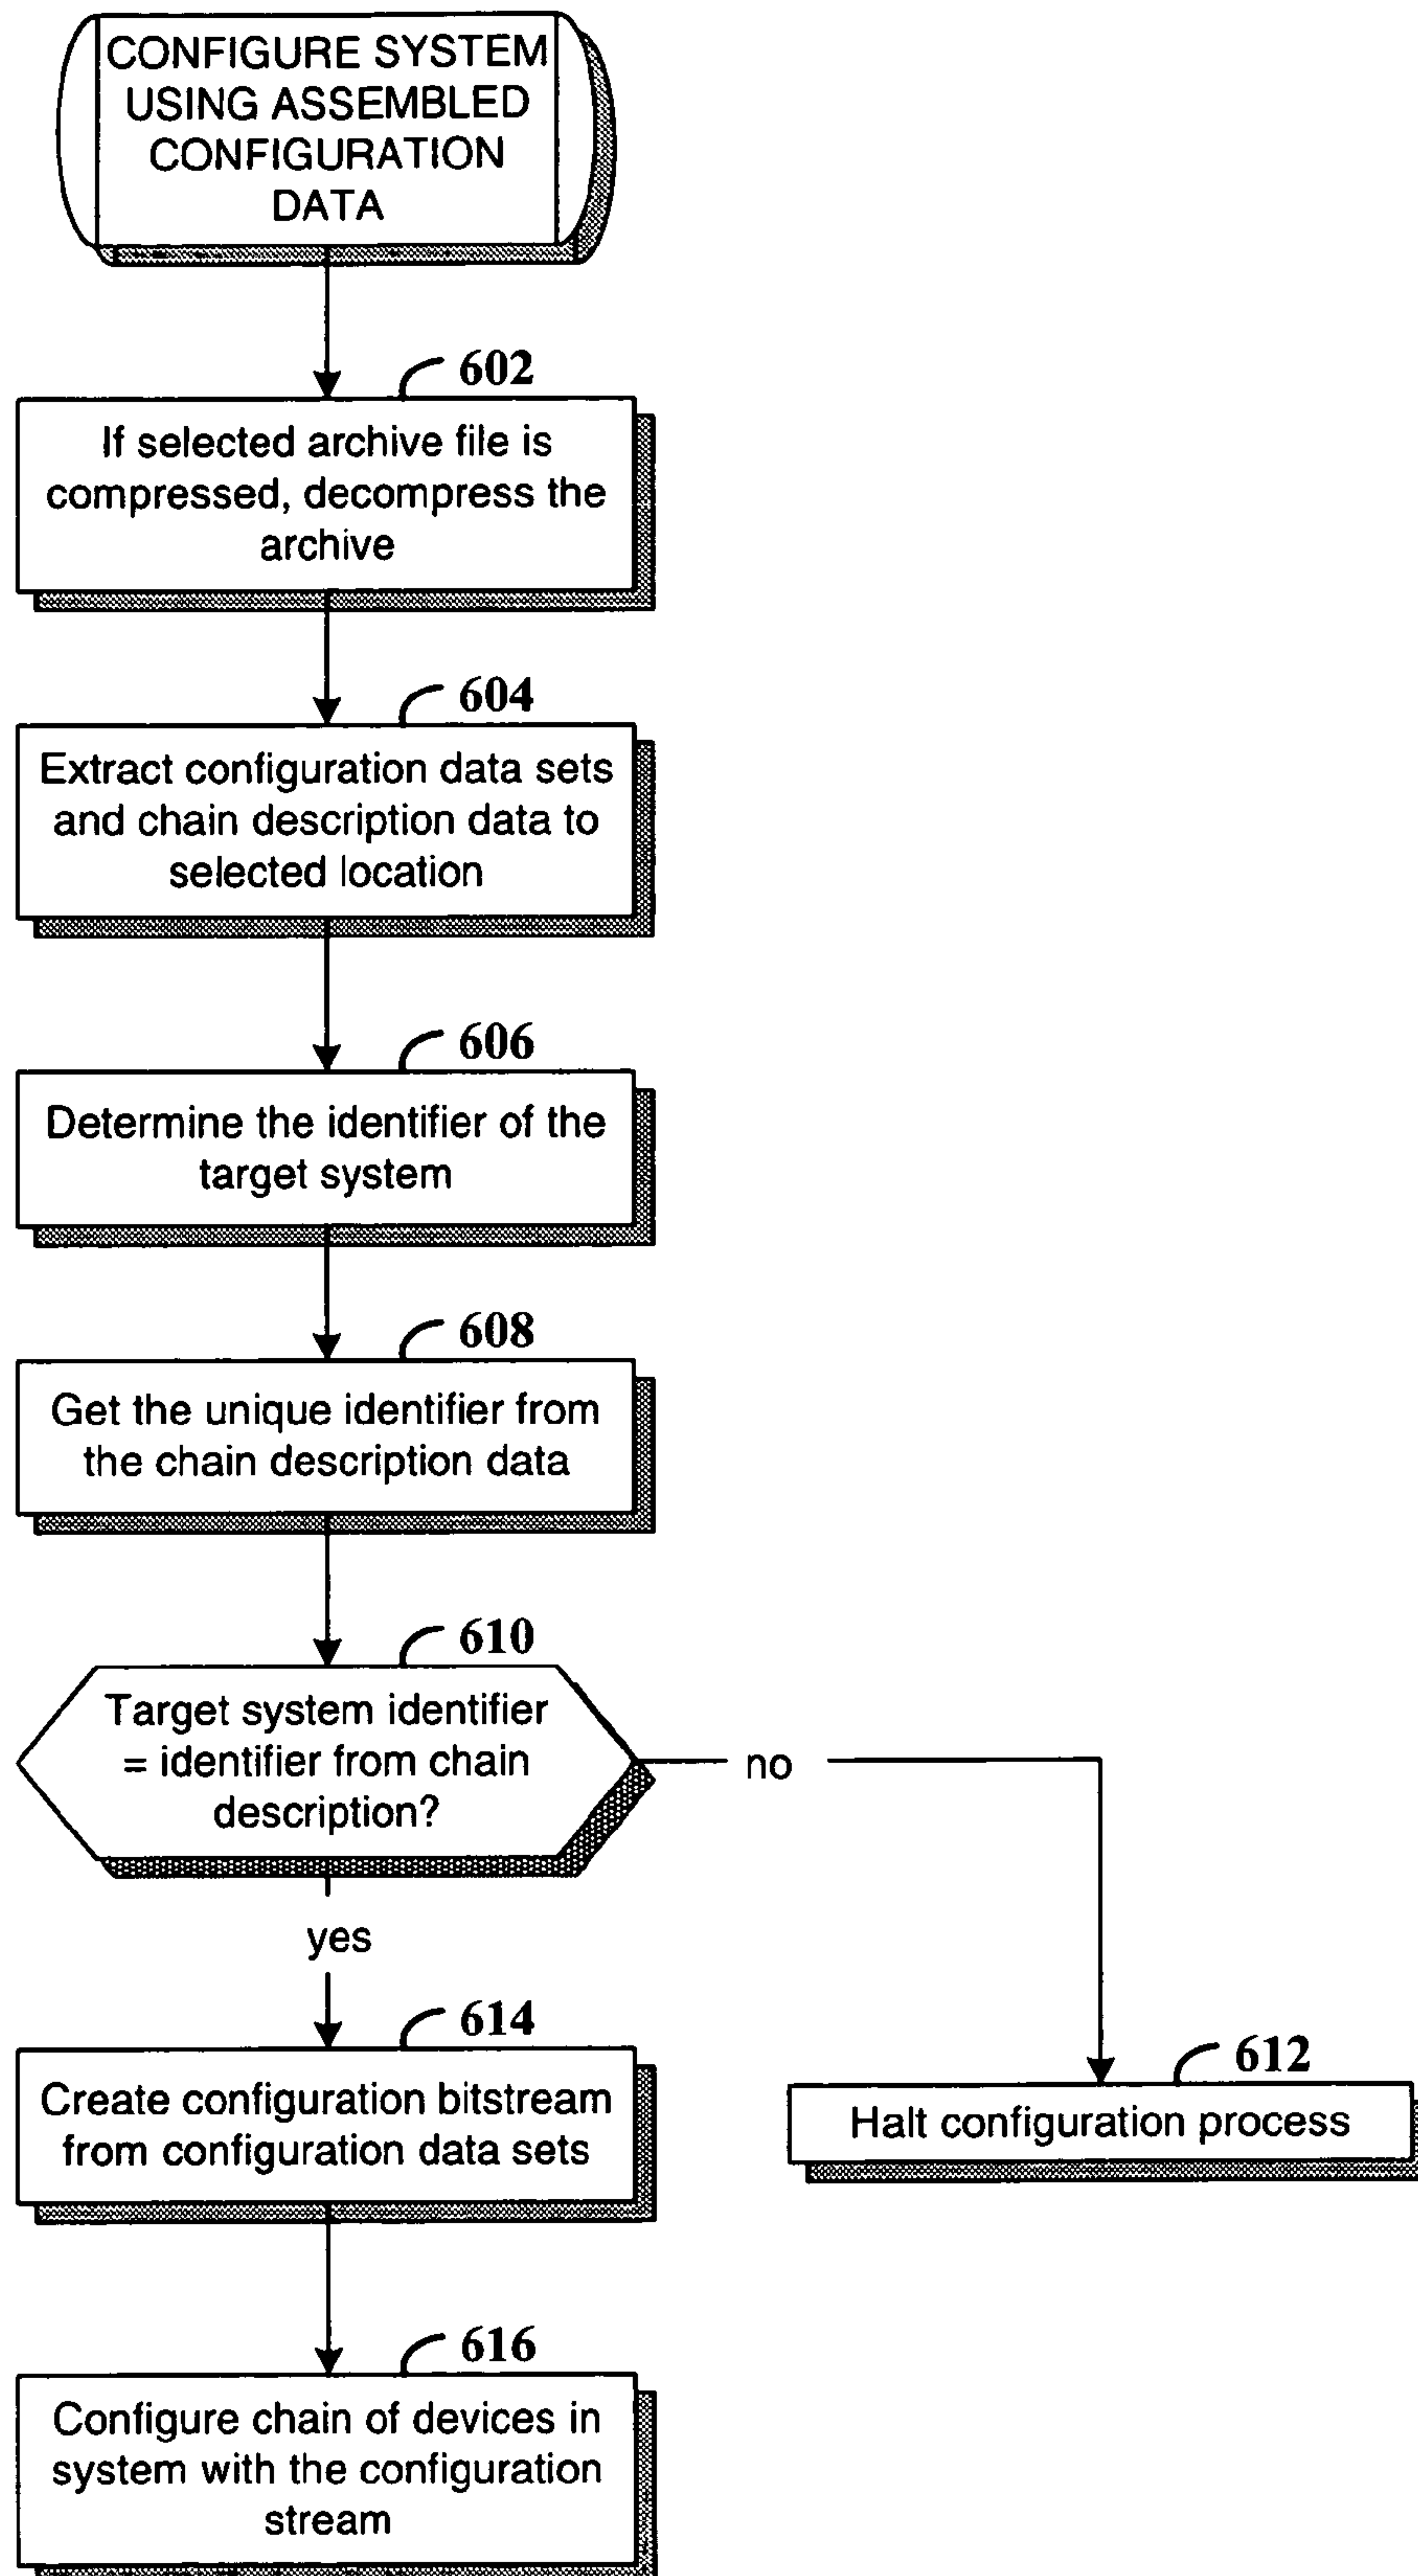 CONFIGURE SYSTEM
USING ASSEMBLED
CONFIGURATION
DATA
602
If selected archive file is
compressed, decompress the
archive
604
Extract configuration data sets
and chain description data to
selected location
606
Determine the identifier of the
target system
608
Get the unique identifier from
the chain description data
610
Target system identifier
= identifier from chain
description?
no
yes
614
Create configuration bitstream
from configuration data sets
612
Halt configuration process
616
Configure chain of devices in
system with the configuration
stream